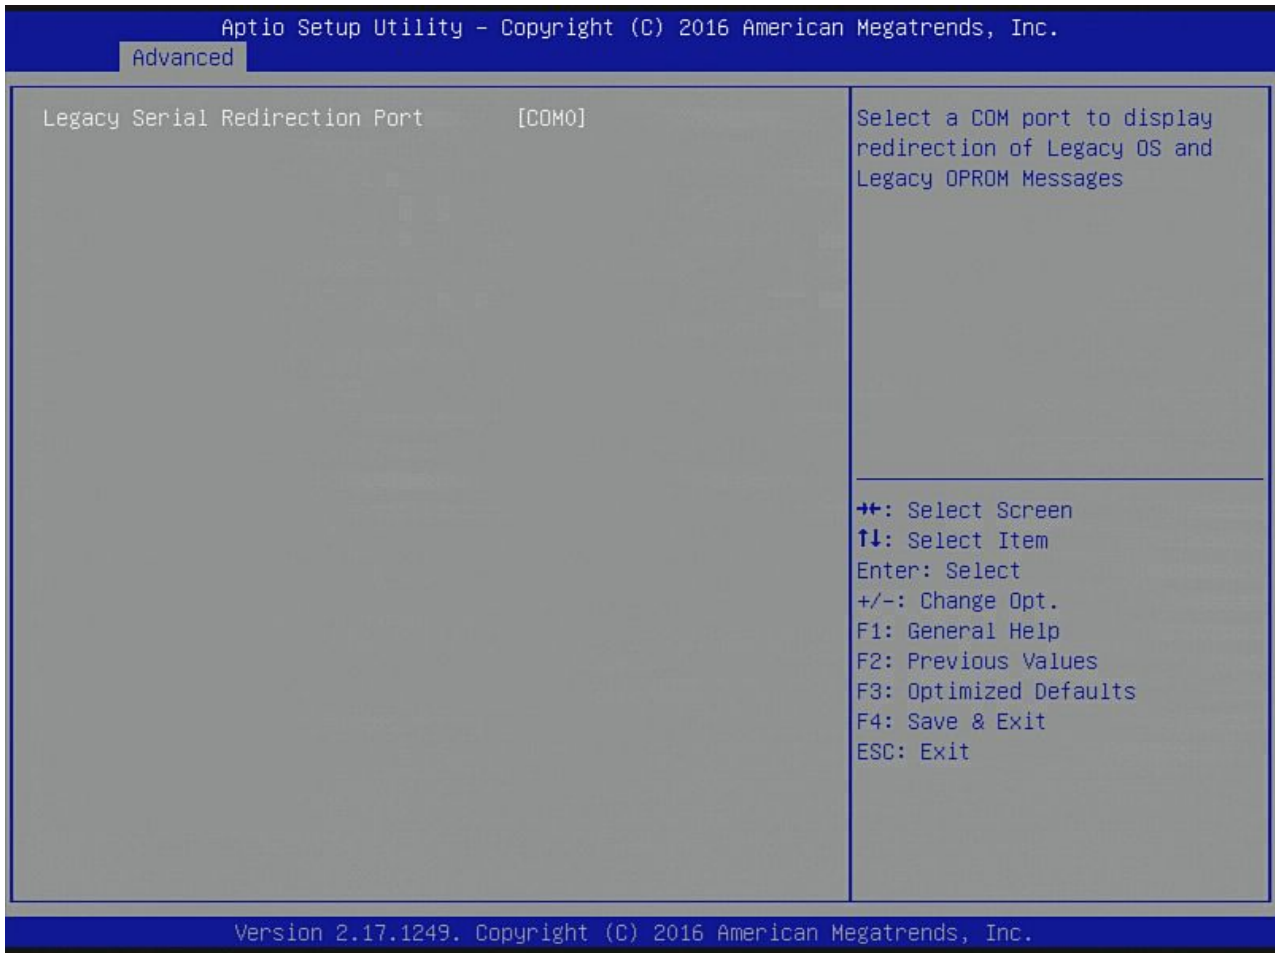 Aptio Setup Utility – Copyright (C) 2016 American Megatrends, Inc.
Advanced
Legacy Serial Redirection Port [COM0]
Select a COM port to display
redirection of Legacy OS and
Legacy OPROM Messages
→←: Select Screen
↑↓: Select Item
Enter: Select
+/-: Change Opt.
F1: General Help
F2: Previous Values
F3: Optimized Defaults
F4: Save & Exit
ESC: Exit
Version 2.17.1249. Copyright (C) 2016 American Megatrends, Inc.